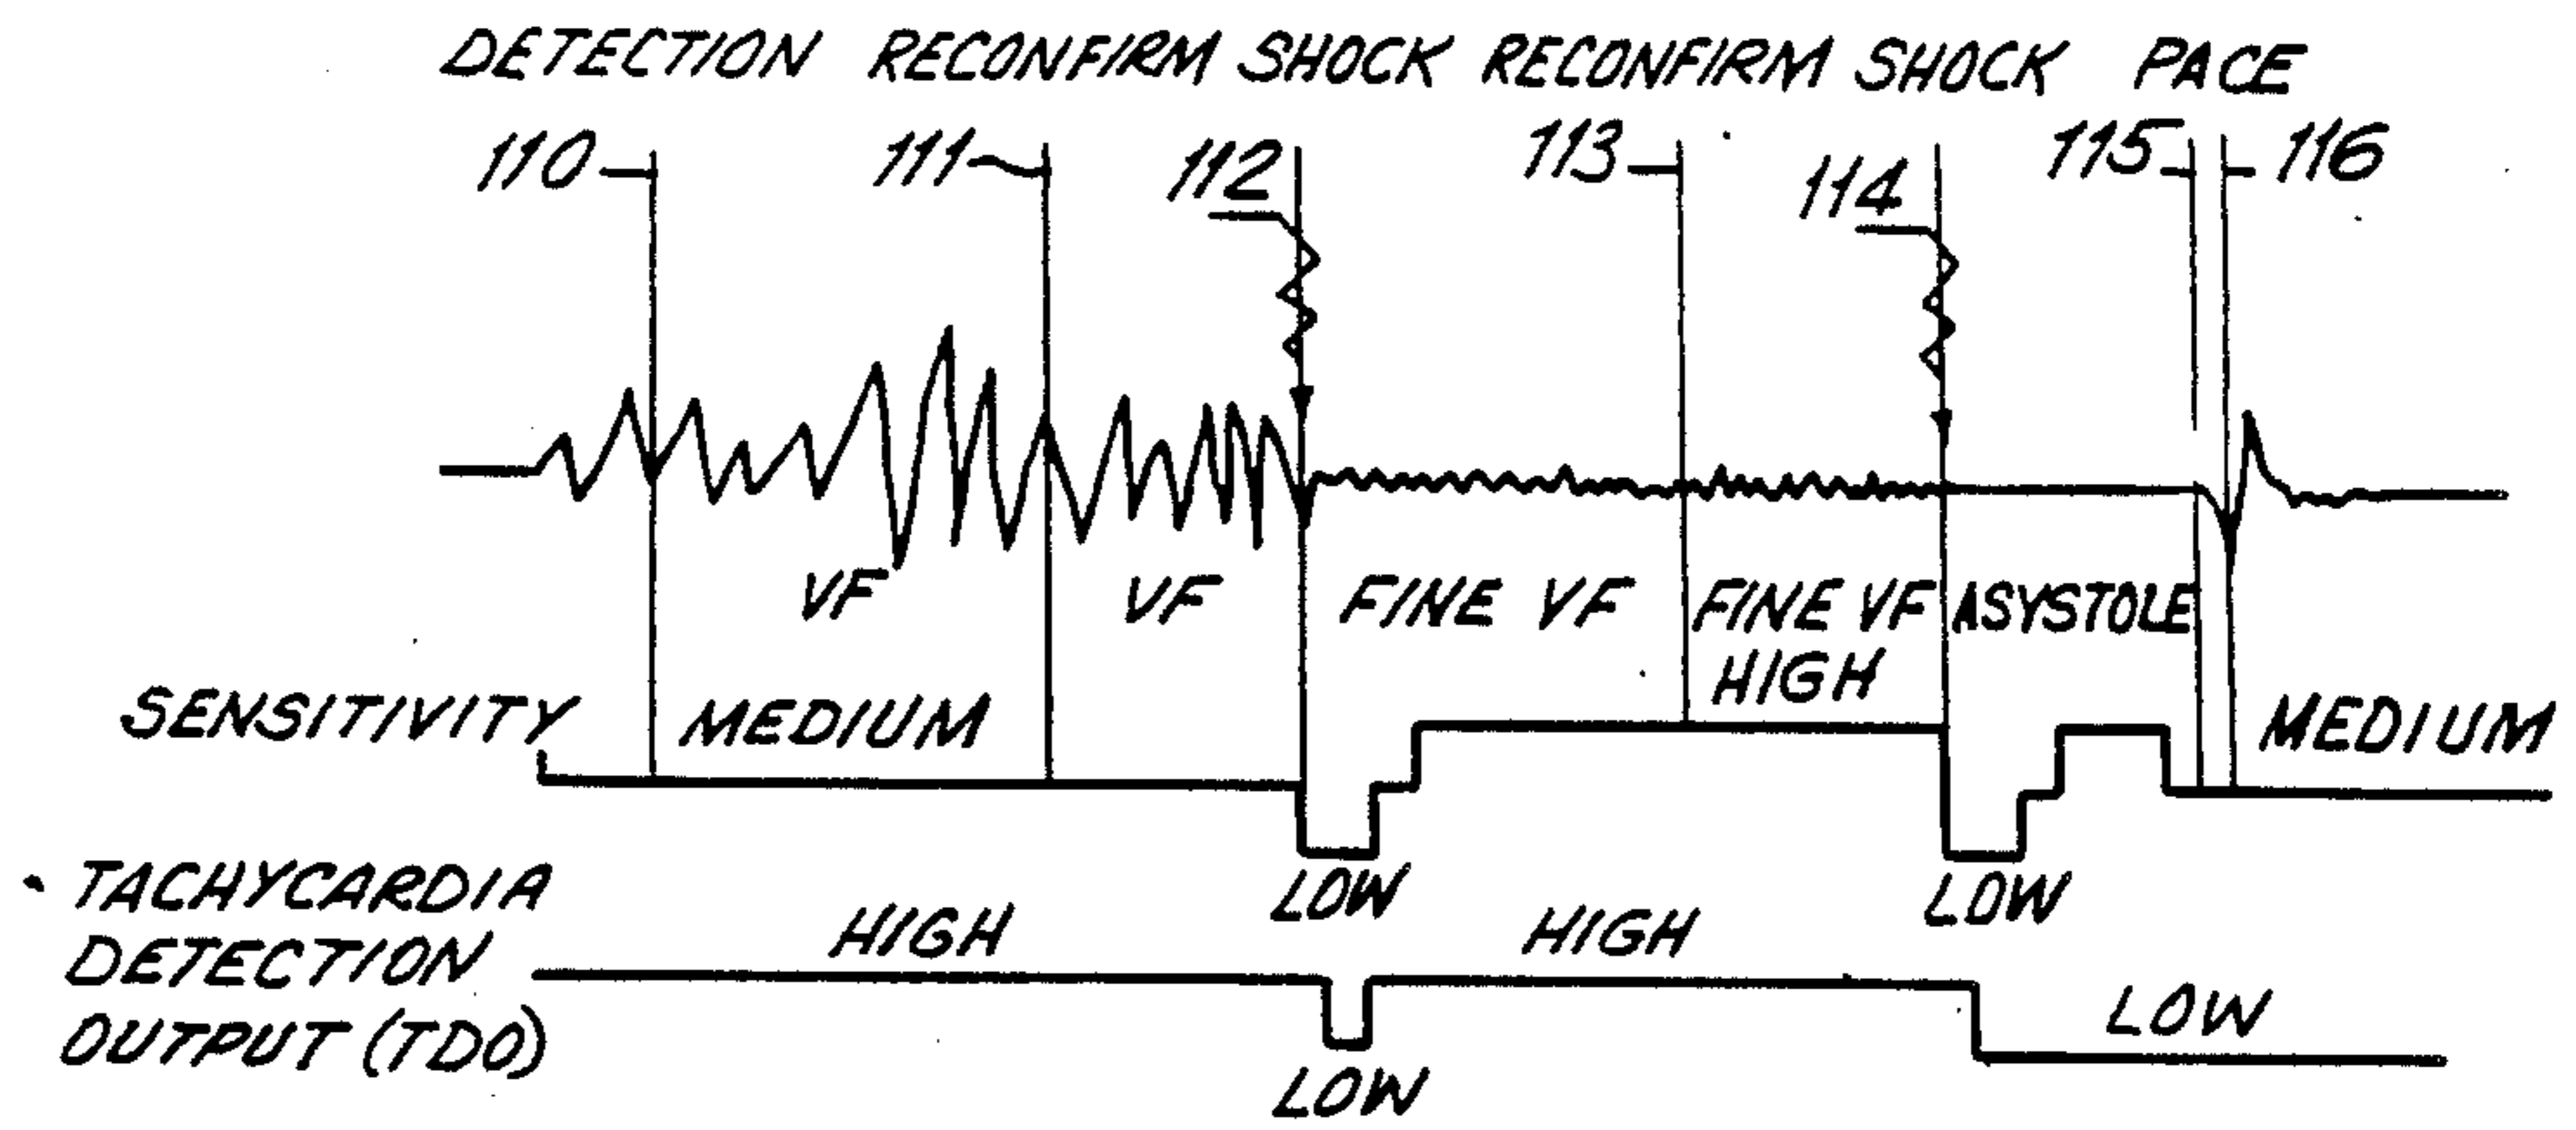 DETECTION RECONFIRM SHOCK RECONFIRM SHOCK PACE
110 111 112 113 114 115 116
VF VF FINE VF FINE VF ASYSTOLE
HIGH
SENSITIVITY MEDIUM MEDIUM
LOW LOW
TACHYCARDIA
DETECTION
OUTPUT (TDO)
HIGH HIGH
LOW
LOW